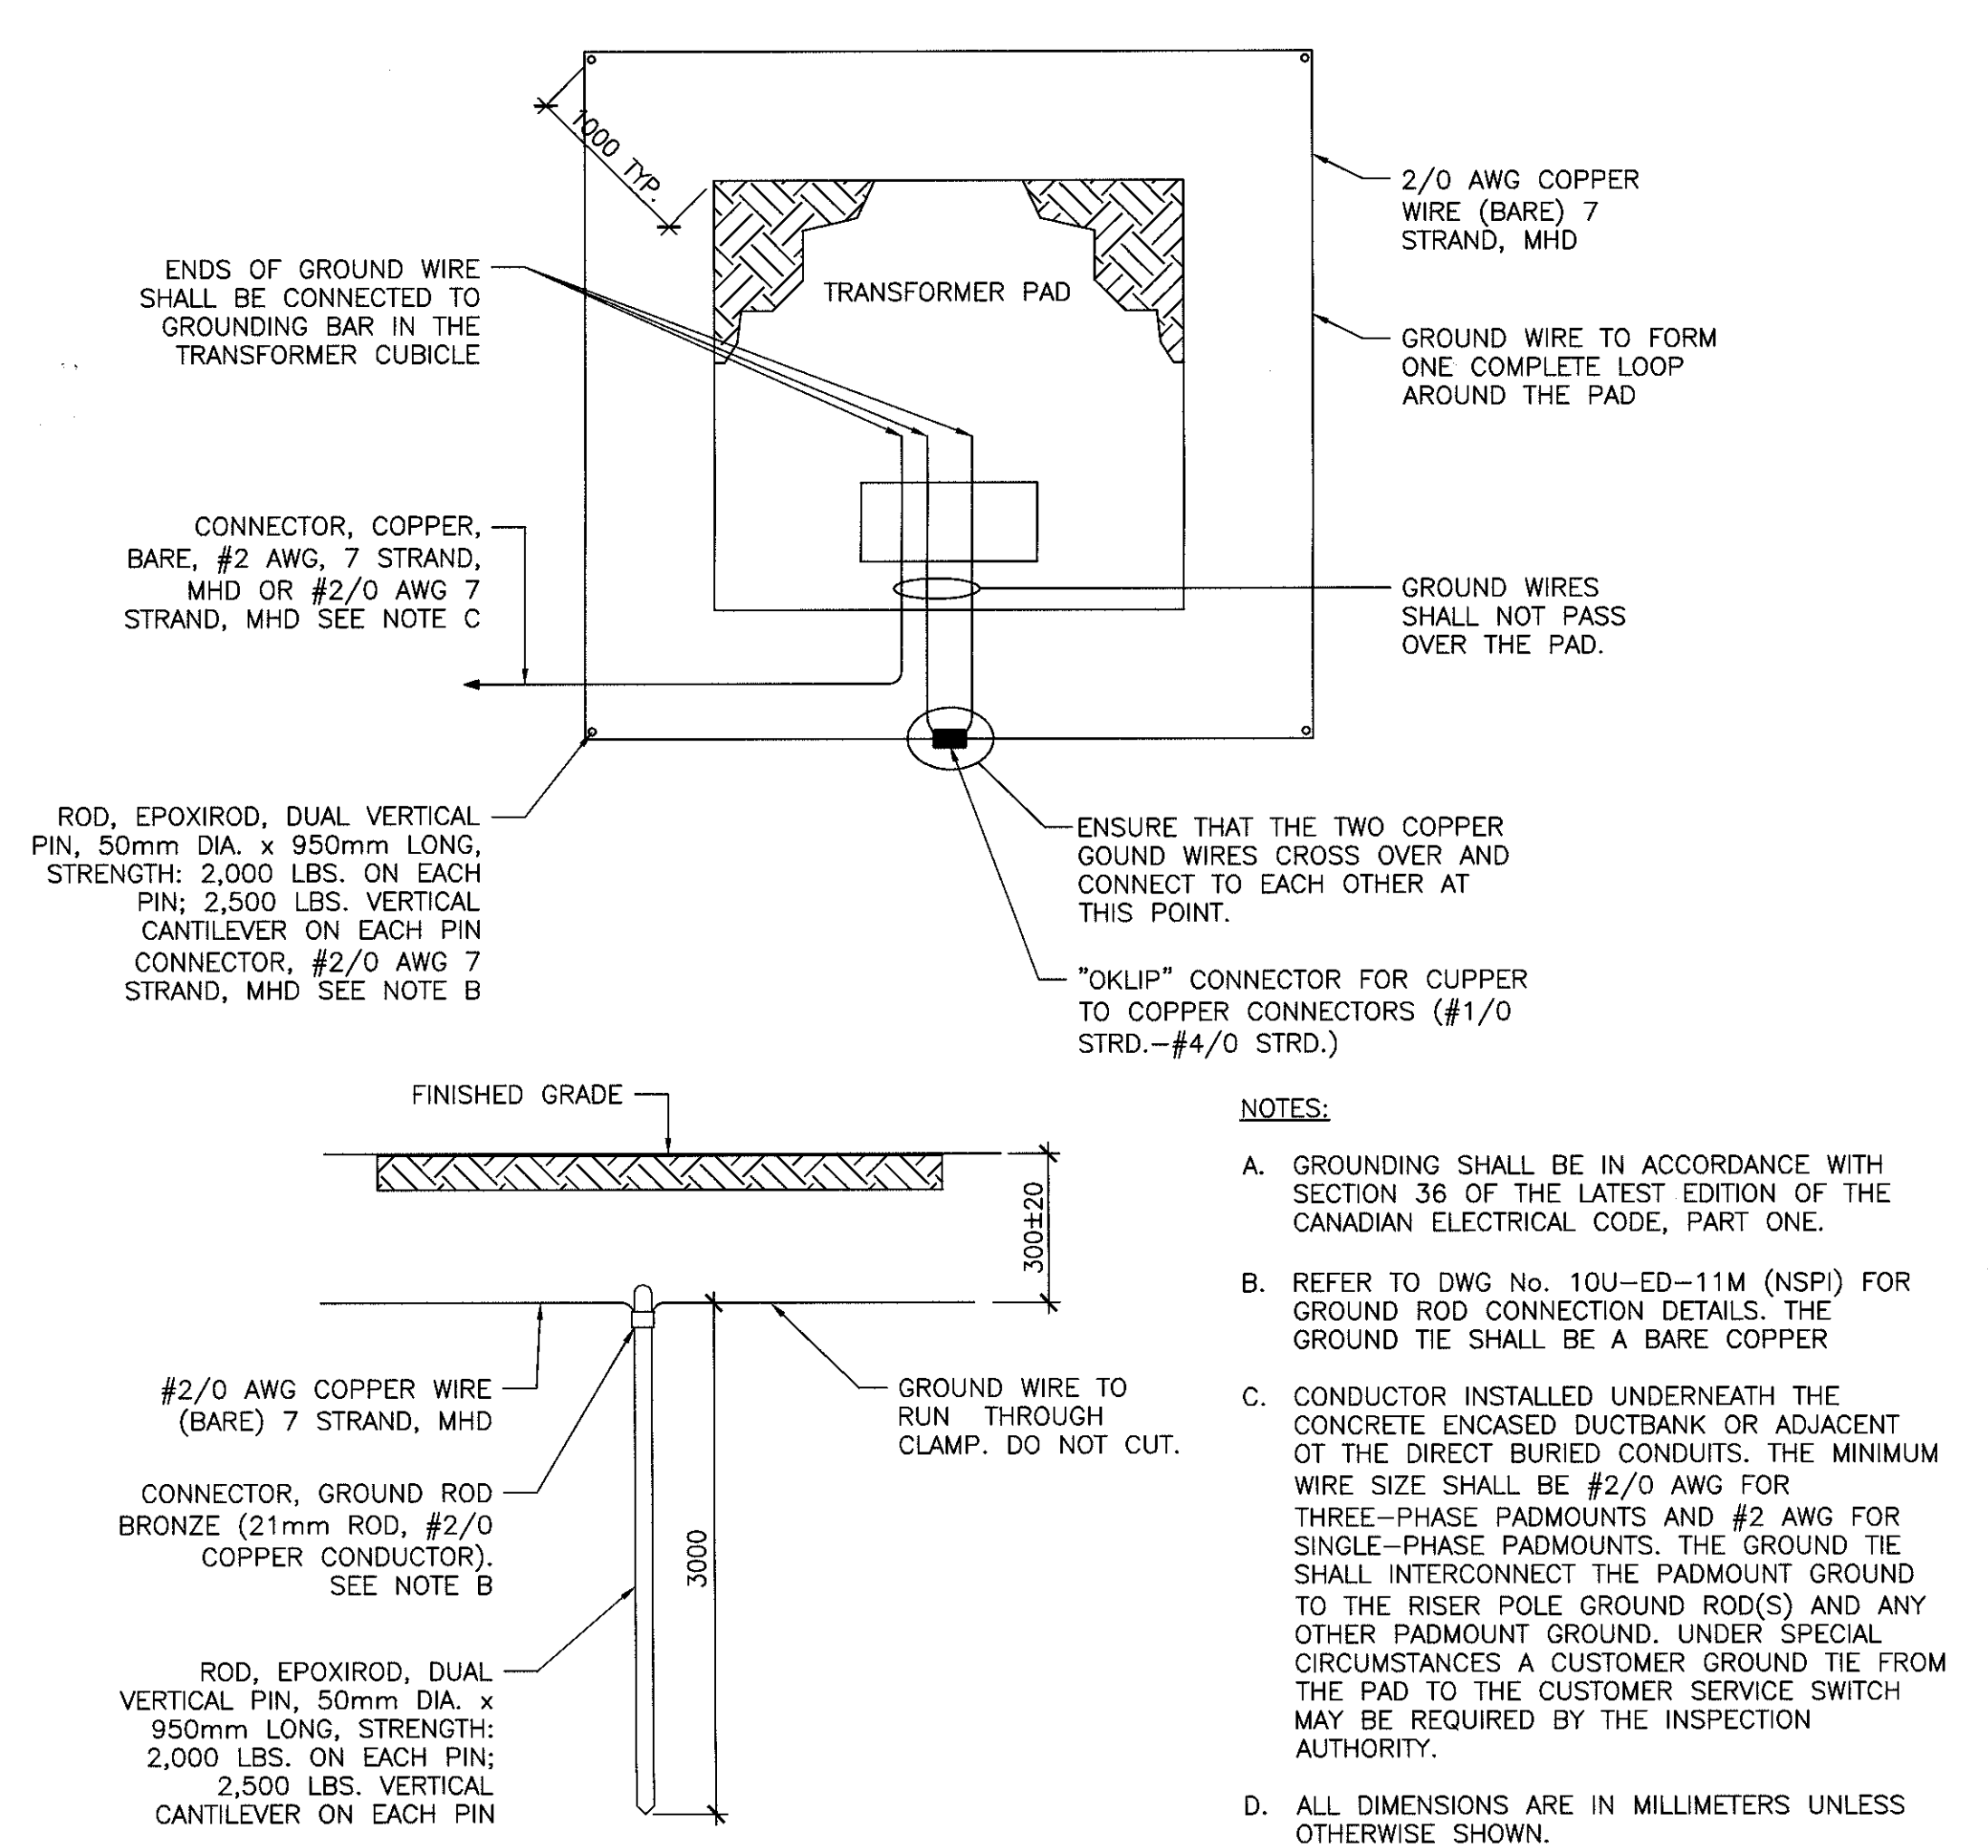 1000 TYP.
2/0 AWG COPPER
WIRE (BARE) 7
STRAND, MHD
ENDS OF GROUND WIRE
SHALL BE CONNECTED TO
GROUNDING BAR IN THE
TRANSFORMER CUBICLE
TRANSFORMER PAD
GROUND WIRE TO FORM
ONE COMPLETE LOOP
AROUND THE PAD
CONNECTOR, COPPER,
BARE, #2 AWG, 7 STRAND,
MHD OR #2/0 AWG 7
STRAND, MHD SEE NOTE C
GROUND WIRES
SHALL NOT PASS
OVER THE PAD.
ROD, EPOXIROD, DUAL VERTICAL
PIN, 50mm DIA. x 950mm LONG,
STRENGTH: 2,000 LBS. ON EACH
PIN; 2,500 LBS. VERTICAL
CANTILEVER ON EACH PIN
CONNECTOR, #2/0 AWG 7
STRAND, MHD SEE NOTE B
ENSURE THAT THE TWO COPPER
GOUND WIRES CROSS OVER AND
CONNECT TO EACH OTHER AT
THIS POINT.
"OKLIP" CONNECTOR FOR CUPPER
TO COPPER CONNECTORS (#1/0
STRD.-#4/0 STRD.)
FINISHED GRADE
300±20
#2/0 AWG COPPER WIRE
(BARE) 7 STRAND, MHD
GROUND WIRE TO
RUN THROUGH
CLAMP. DO NOT CUT.
CONNECTOR, GROUND ROD
BRONZE (21mm ROD, #2/0
COPPER CONDUCTOR).
SEE NOTE B
3000
ROD, EPOXIROD, DUAL
VERTICAL PIN, 50mm DIA. x
950mm LONG, STRENGTH:
2,000 LBS. ON EACH PIN;
2,500 LBS. VERTICAL
CANTILEVER ON EACH PIN
NOTES:
A. GROUNDING SHALL BE IN ACCORDANCE WITH
SECTION 36 OF THE LATEST EDITION OF THE
CANADIAN ELECTRICAL CODE, PART ONE.
B. REFER TO DWG No. 10U-ED-11M (NSPI) FOR
GROUND ROD CONNECTION DETAILS. THE
GROUND TIE SHALL BE A BARE COPPER
C. CONDUCTOR INSTALLED UNDERNEATH THE
CONCRETE ENCASED DUCTBANK OR ADJACENT
OT THE DIRECT BURIED CONDUITS. THE MINIMUM
WIRE SIZE SHALL BE #2/0 AWG FOR
THREE-PHASE PADMOUNTS AND #2 AWG FOR
SINGLE-PHASE PADMOUNTS. THE GROUND TIE
SHALL INTERCONNECT THE PADMOUNT GROUND
TO THE RISER POLE GROUND ROD(S) AND ANY
OTHER PADMOUNT GROUND. UNDER SPECIAL
CIRCUMSTANCES A CUSTOMER GROUND TIE FROM
THE PAD TO THE CUSTOMER SERVICE SWITCH
MAY BE REQUIRED BY THE INSPECTION
AUTHORITY.
D. ALL DIMENSIONS ARE IN MILLIMETERS UNLESS
OTHERWISE SHOWN.